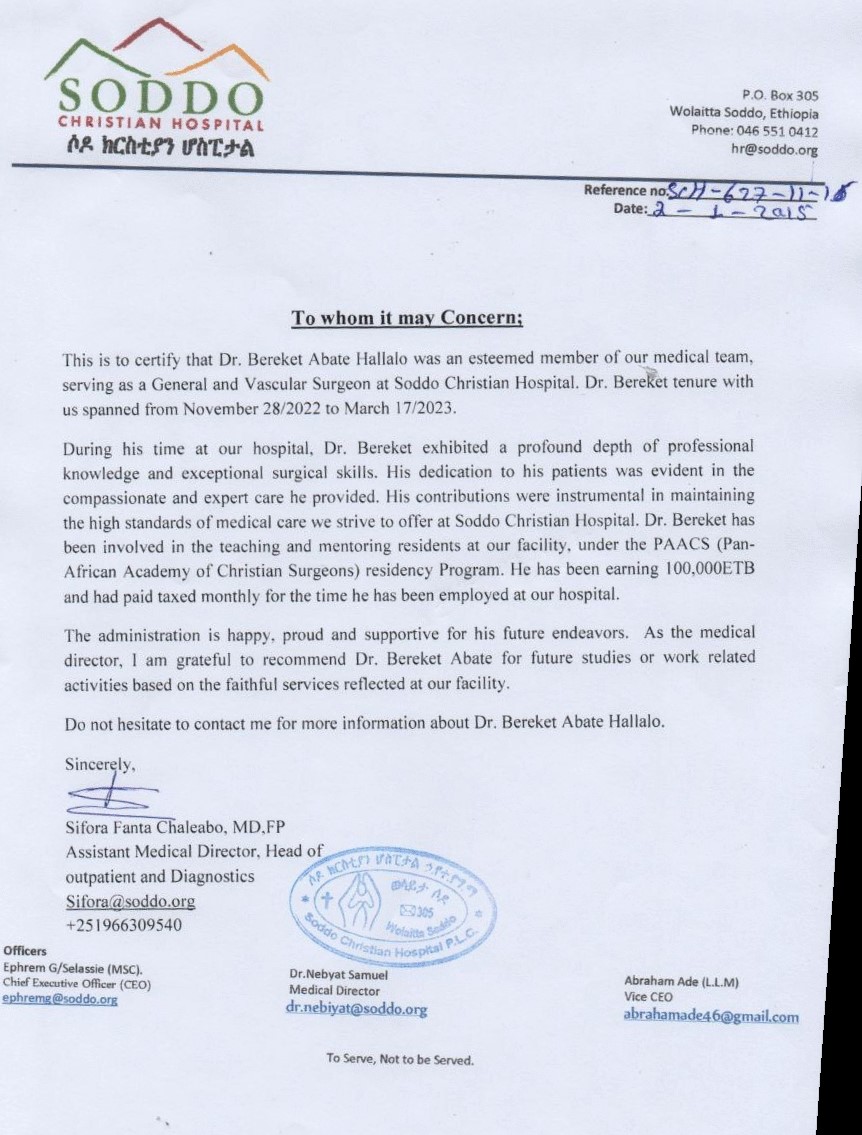 SODDO
CHRISTIAN HOSPITAL
ሶዶ ክርስቲያን ሆስፒታል
P.O. Box 305
Wolaitta Soddo, Ethiopia
Phone: 046 551 0412
hr@soddo.org
Reference no.
Date: 2 - 1 - 2015
To whom it may Concern;
This is to certify that Dr. Bereket Abate Hallalo was an esteemed member of our medical team,
serving as a General and Vascular Surgeon at Soddo Christian Hospital. Dr. Bereket tenure with
us spanned from November 28/2022 to March 17/2023.
During his time at our hospital, Dr. Bereket exhibited a profound depth of professional
knowledge and exceptional surgical skills. His dedication to his patients was evident in the
compassionate and expert care he provided. His contributions were instrumental in maintaining
the high standards of medical care we strive to offer at Soddo Christian Hospital. Dr. Bereket has
been involved in the teaching and mentoring residents at our facility, under the PAACS (Pan-
African Academy of Christian Surgeons) residency Program. He has been earning 100,000ETB
and had paid taxed monthly for the time he has been employed at our hospital.
The administration is happy, proud and supportive for his future endeavors. As the medical
director, I am grateful to recommend Dr. Bereket Abate for future studies or work related
activities based on the faithful services reflected at our facility.
Do not hesitate to contact me for more information about Dr. Bereket Abate Hallalo.
Sincerely,
Sifora Fanta Chaleabo, MD,FP
Assistant Medical Director, Head of
outpatient and Diagnostics
Sifora@soddo.org
+251966309540
ሶዶ ክርስቲያን ሆስፒታል
ወላይታ ሶዶ
305
Wolaitta Soddo
Soddo Christian Hospital P.L.C.
Officers
Ephrem G/Selassie (MSC).
Chief Executive Officer (CEO)
ephremg@soddo.org
Dr.Nebyat Samuel
Medical Director
dr.nebiyat@soddo.org
Abraham Ade (L.L.M)
Vice CEO
abrahamade46@gmail.com
To Serve, Not to be Served.